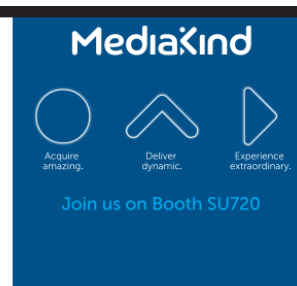 MediaKind
Acquire
amazing.
Deliver
dynamic.
Experience
extraordinary.
Join us on Booth SU720